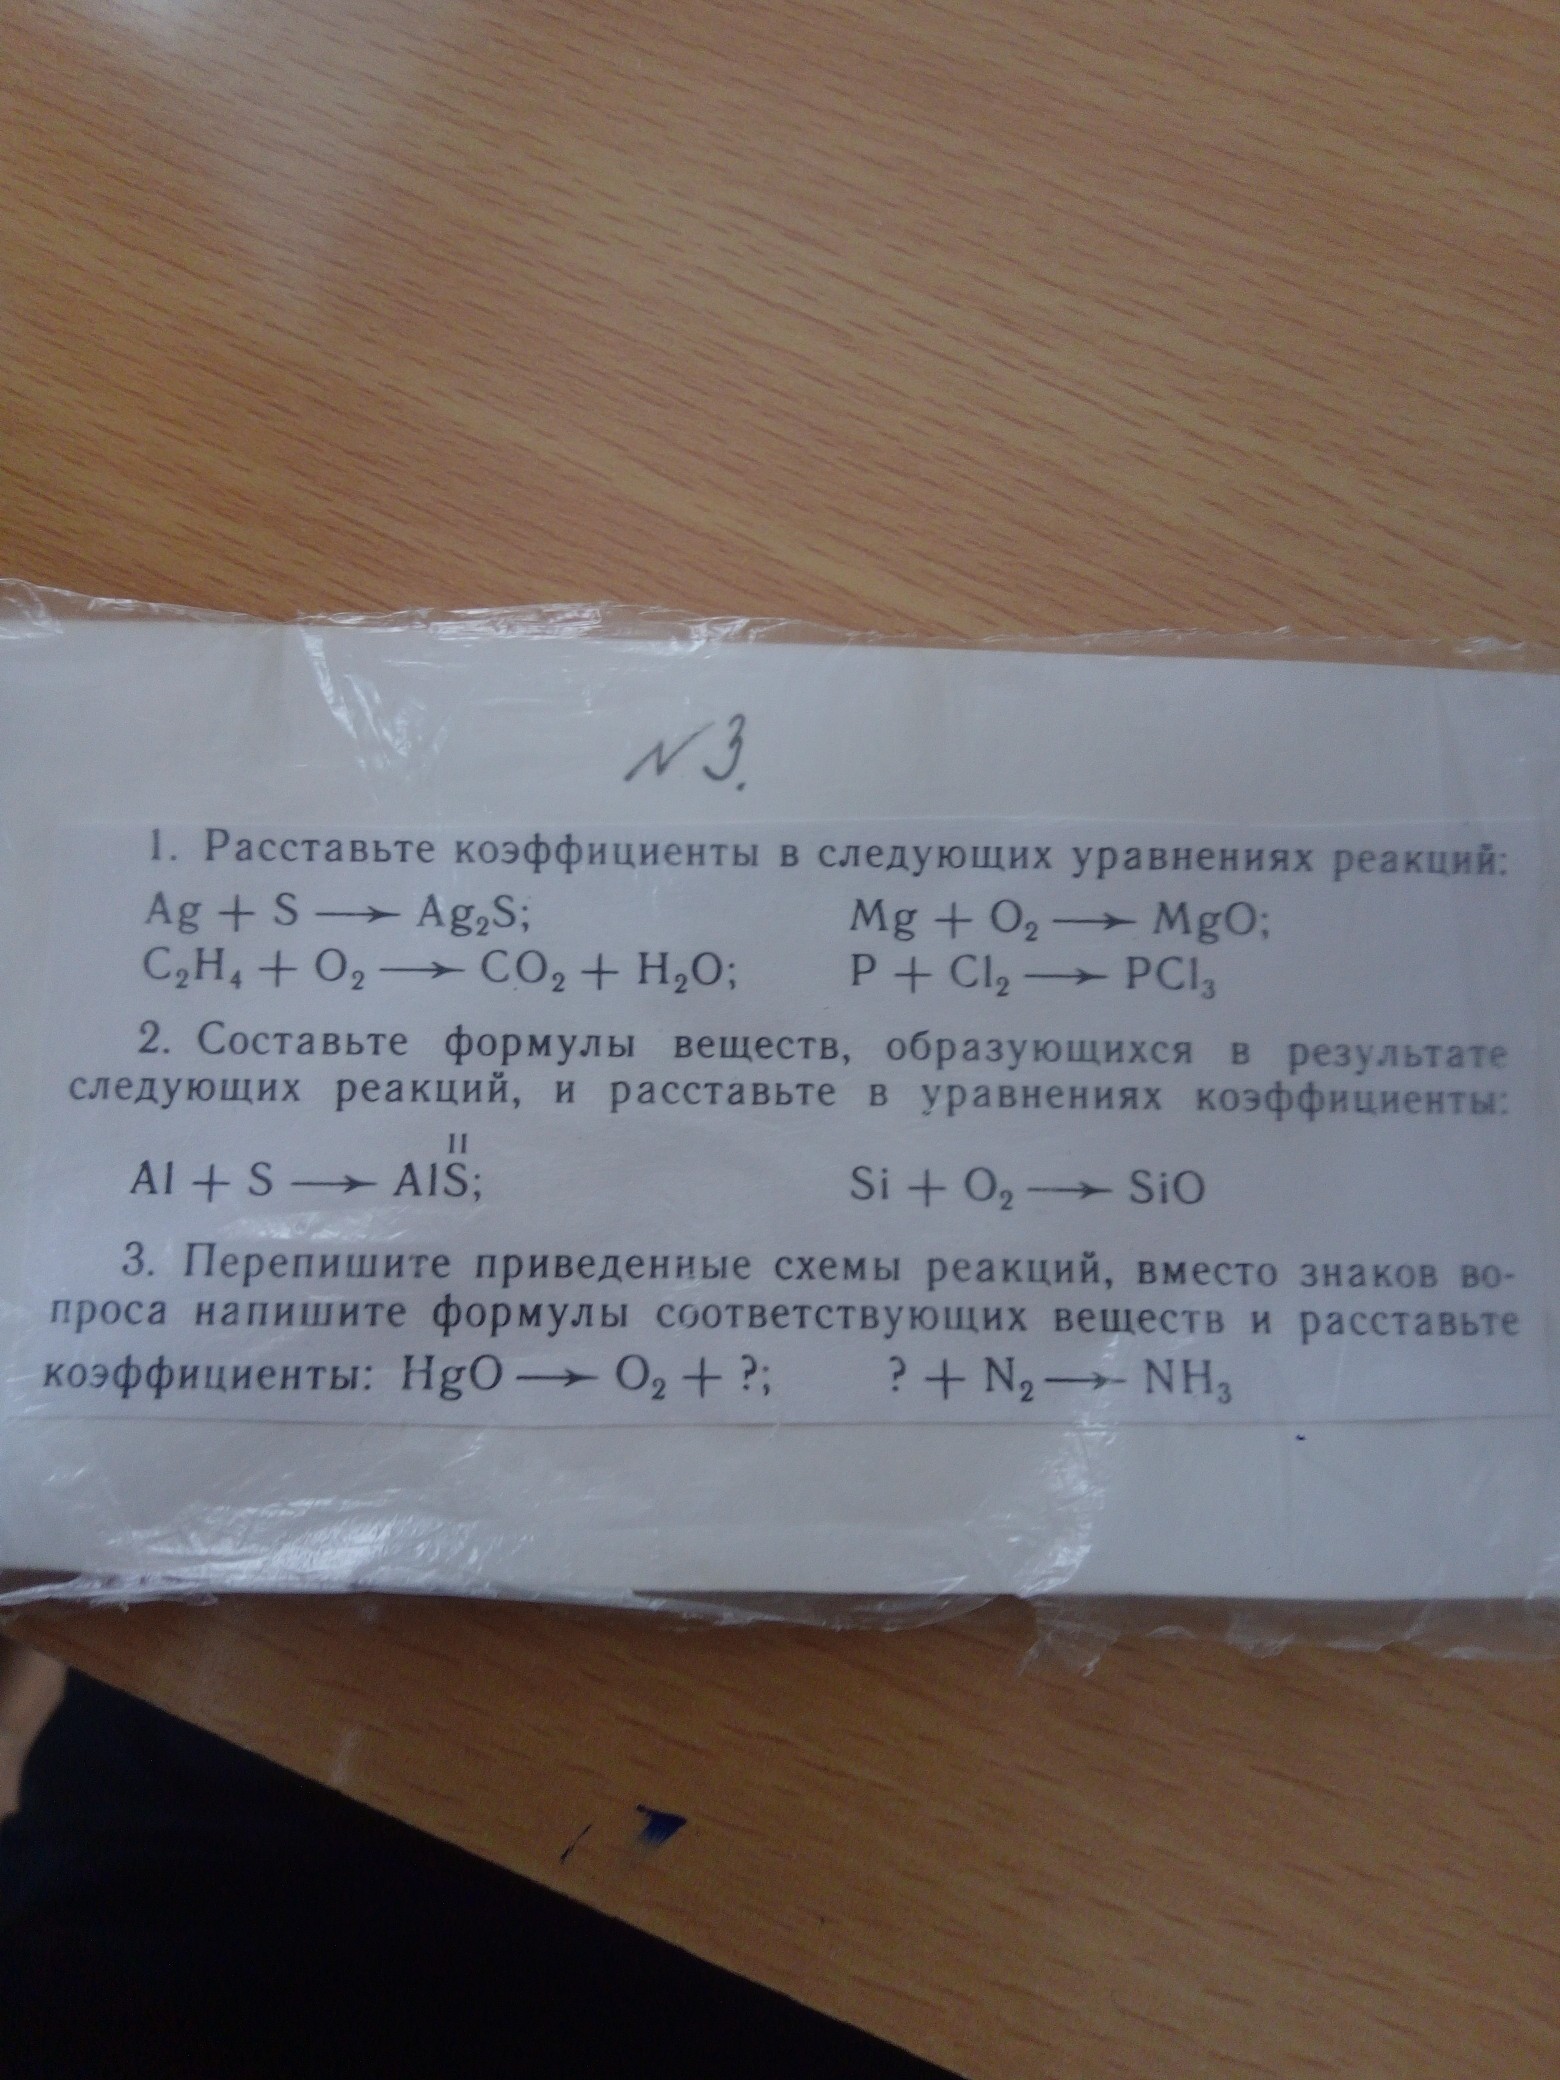 N 3.
1. Расставьте коэффициенты в следующих уравнениях реакций:
Ag + S ⟶ Ag₂S; Mg + O₂ ⟶ MgO;
C₂H₄ + O₂ ⟶ CO₂ + H₂O; P + Cl₂ ⟶ PCl₃
2. Составьте формулы веществ, образующихся в результате
следующих реакций, и расставьте в уравнениях коэффициенты:
II
Al + S ⟶ AlS; Si + O₂ ⟶ SiO
3. Перепишите приведенные схемы реакций, вместо знаков во-
проса напишите формулы соответствующих веществ и расставьте
коэффициенты: HgO ⟶ O₂ + ?; ? + N₂ ⟶ NH₃